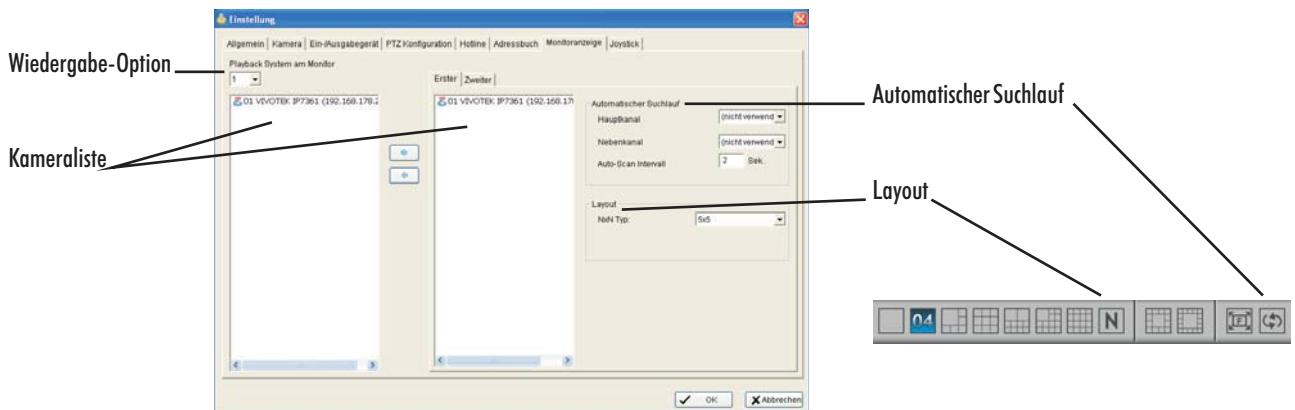 Einstellung
Allgemein Kamera Ein-/Ausgabegerät PTZ Konfiguration Hotline Adressbuch Monitoranzeige Joystick
Wiedergabe-Option
Playback System am Monitor
1
Erster Zweiter
01 VIVOTEK IP7361 (192.168.178.2
01 VIVOTEK IP7361 (192.168.17
Automatischer Suchlauf
Hauptkanal (nicht verwend
Nebenkanal (nicht verwend
Auto-Scan Intervall 2 Sek.
Automatischer Suchlauf
Kameraliste
Layout
NxN Typ: 5x5
Layout
04 N F
OK Abbrechen